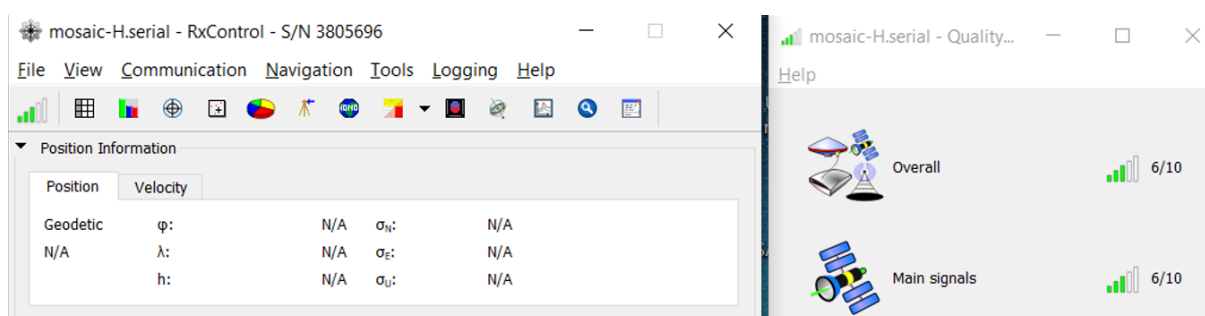 mosaic-H.serial - RxControl - S/N 3805696
File View Communication Navigation Tools Logging Help
IONO
Position Information
Position Velocity
Geodetic φ: N/A σN: N/A
N/A λ: N/A σE: N/A
h: N/A σU: N/A
mosaic-H.serial - Quality...
Help
Overall 6/10
Main signals 6/10